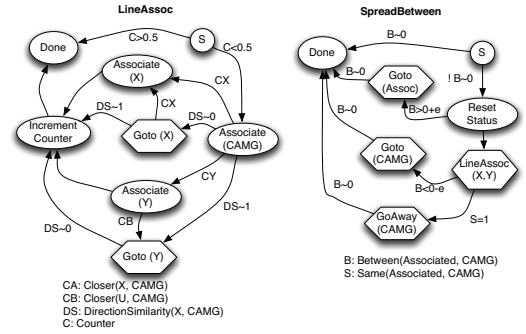 LineAssoc
Done
C>0.5
S
C<0.5
Associate
(X)
CX
CX
DS~1
DS~0
Increment
Counter
Goto (X)
Associate
(CAMG)
CY
Associate
(Y)
DS~1
CB
DS~0
Goto (Y)
CA: Closer(X, CAMG)
CB: Closer(U, CAMG)
DS: DirectionSimilarity(X, CAMG)
C: Counter
SpreadBetween
B~0
Done
S
B~0
Goto
(Assoc)
! B~0
B>0+e
Reset
Status
B~0
Goto
(CAMG)
LineAssoc
(X,Y)
B<0-e
B~0
GoAway
(CAMG)
S=1
B: Between(Associated, CAMG)
S: Same(Associated, CAMG)